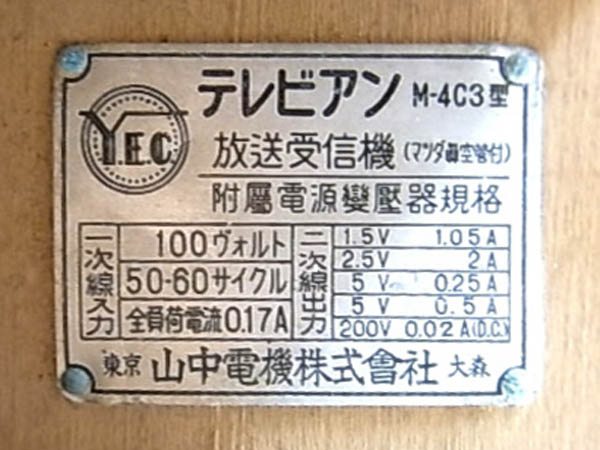 テレビアン M-4C3型
Y.E.C.
放送受信機 (マツダ眞空管付)
附屬電源變壓器規格
一次線入力
100ヴォルト
50-60サイクル
全負荷電流0.17A
二次線出力
1.5V 1.05A
2.5V 2A
5V 0.25A
5V 0.5A
200V 0.02A(D.C.)
東京 山中電機株式會社 大森